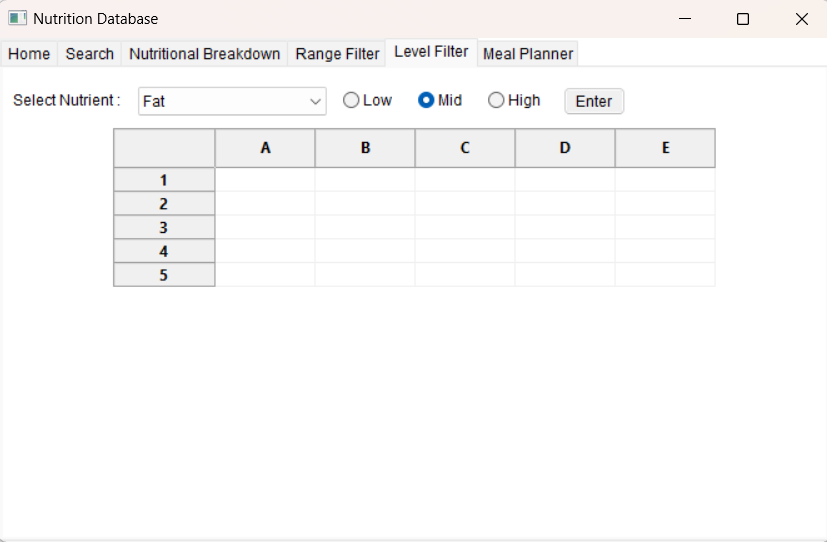 Nutrition Database
Home Search Nutritional Breakdown Range Filter Level Filter Meal Planner
Select Nutrient : Fat Low Mid High Enter
A B C D E
1
2
3
4
5